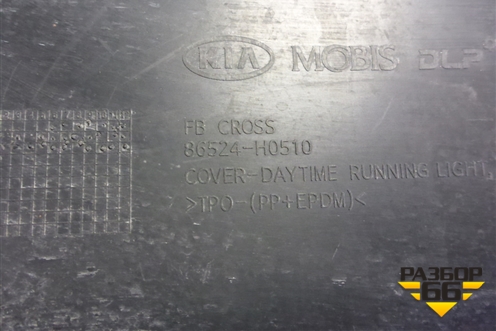 KIA MOBIS DLP
FB CROSS
86524-H0510
COVER-DAYTIME RUNNING LIGHT
>TPO-(PP+EPDM)<
РАЗБОР
66